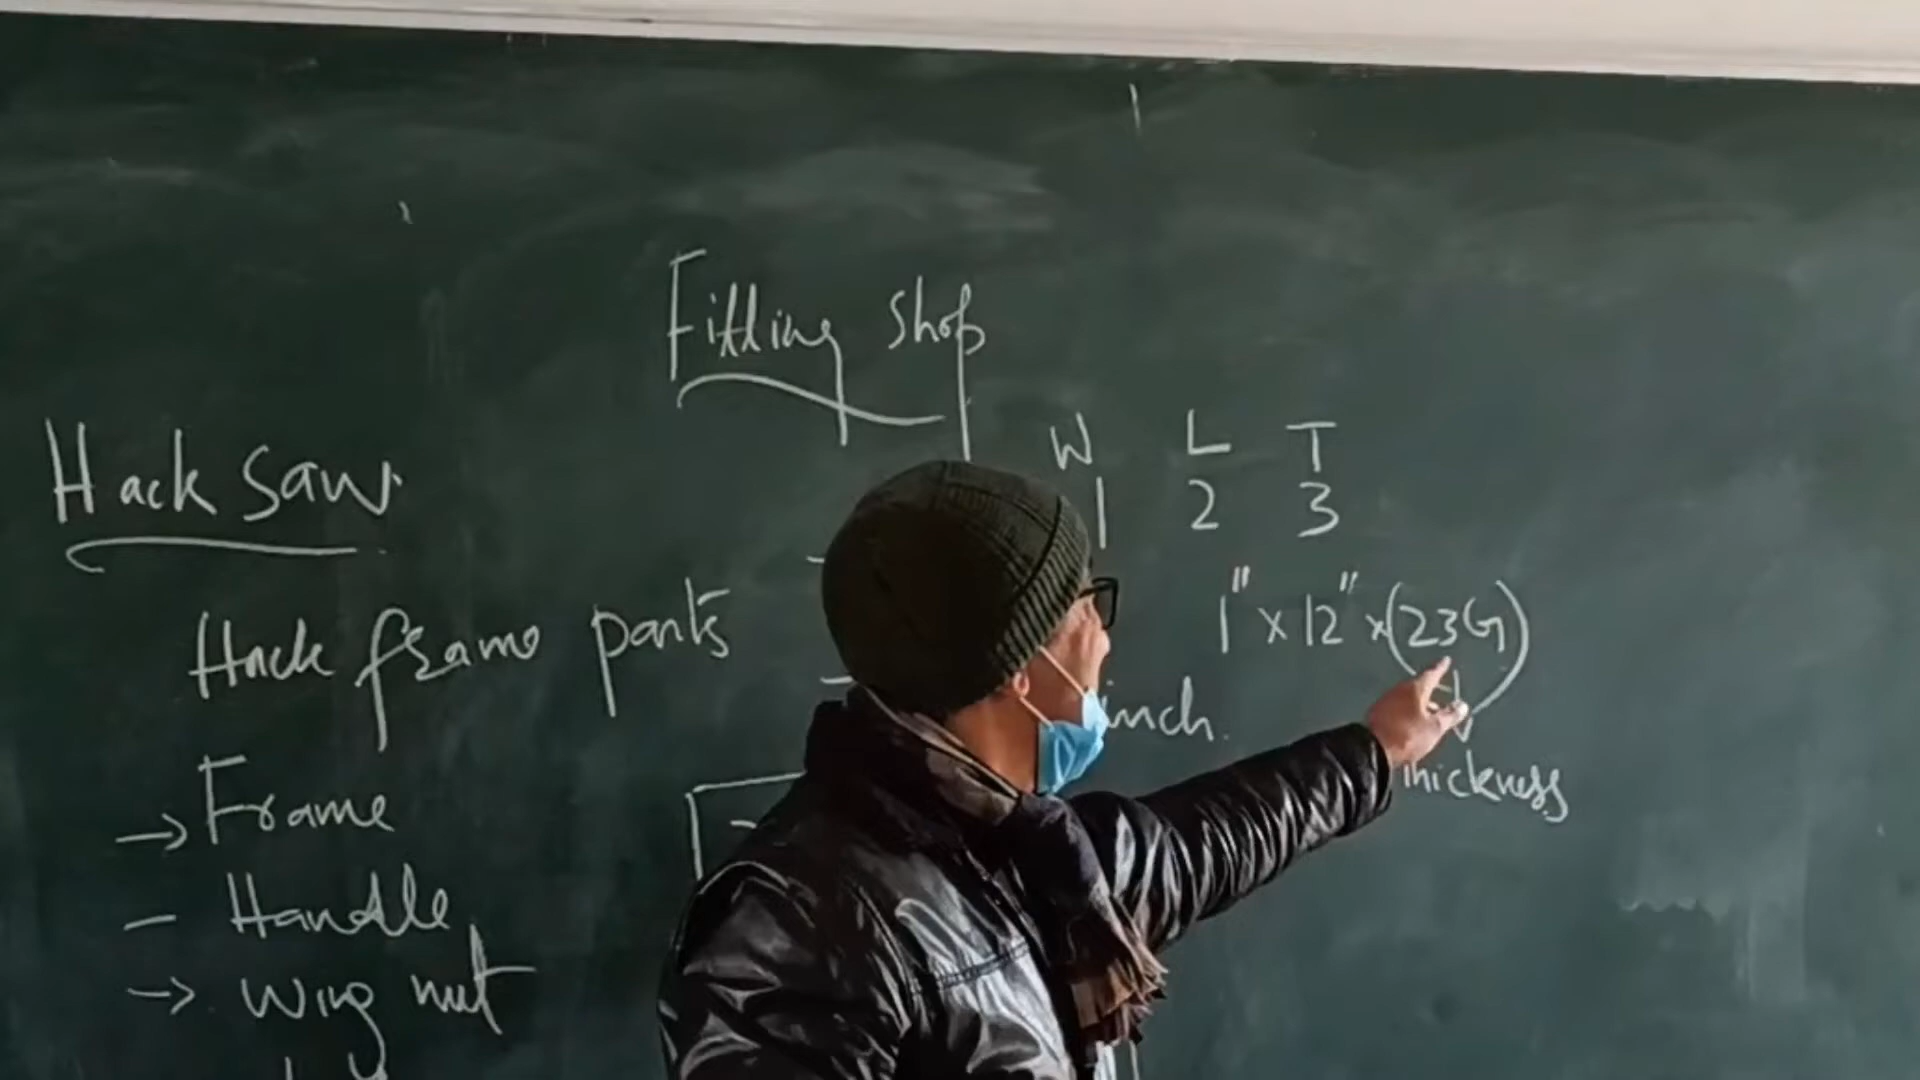 Fitting shop
Hack saw.
W L T
1 2 3
Hack frame parts
1" x 12" x (23G)
inch.
thickness
→ Frame
- Handle
→ wing nut